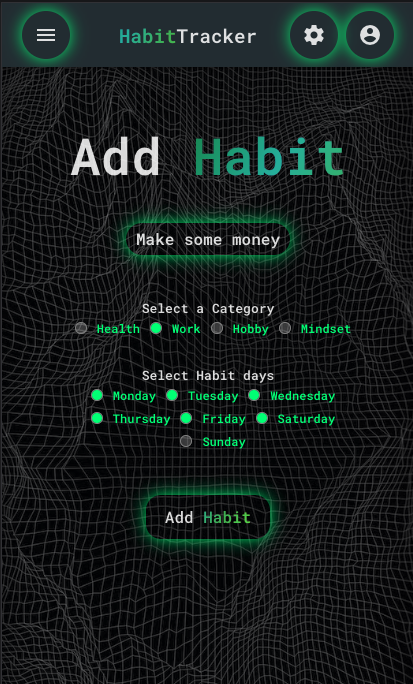 HabitTracker
Add Habit
Make some money
Select a Category
Health Work Hobby Mindset
Select Habit days
Monday Tuesday Wednesday
Thursday Friday Saturday
Sunday
Add Habit